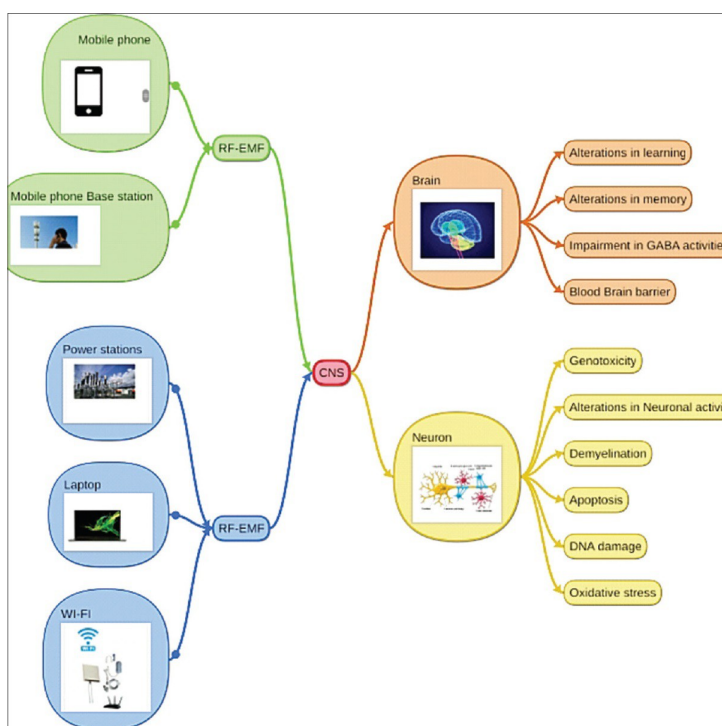 Mobile phone
RF-EMF
Mobile phone Base station
Power stations
Laptop
RF-EMF
WI-FI
CNS
Brain
Alterations in learning
Alterations in memory
Impairment in GABA activities
Blood Brain barrier
Neuron
Genotoxicity
Alterations in Neuronal activi
Demyelination
Apoptosis
DNA damage
Oxidative stress